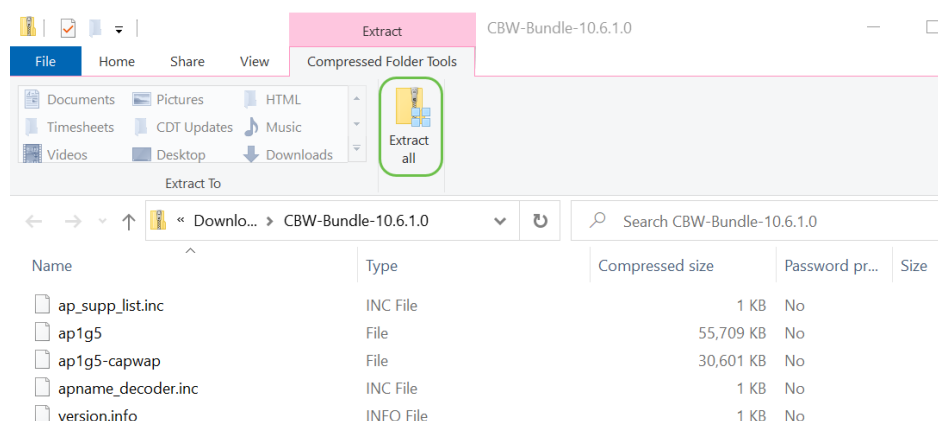 Extract
CBW-Bundle-10.6.1.0
File Home Share View Compressed Folder Tools
Documents Pictures HTML
Timesheets CDT Updates Music
Videos Desktop Downloads
Extract all
Extract To
« Downlo... > CBW-Bundle-10.6.1.0
Search CBW-Bundle-10.6.1.0
Name Type Compressed size Password pr... Size
ap_supp_list.inc INC File 1 KB No
ap1g5 File 55,709 KB No
ap1g5-capwap File 30,601 KB No
apname_decoder.inc INC File 1 KB No
version.info INFO File 1 KB No